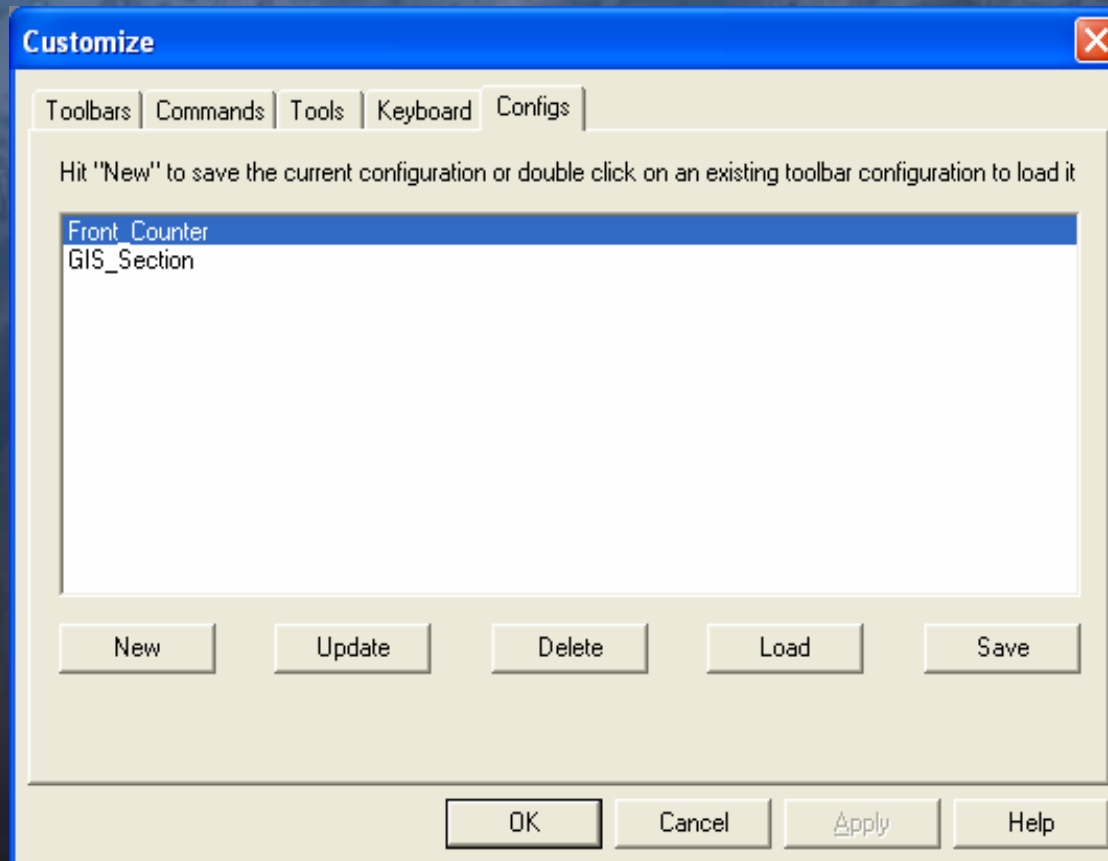 Customize
Toolbars Commands Tools Keyboard Configs
Hit "New" to save the current configuration or double click on an existing toolbar configuration to load it
Front_Counter
GIS_Section
New Update Delete Load Save
OK Cancel Apply Help